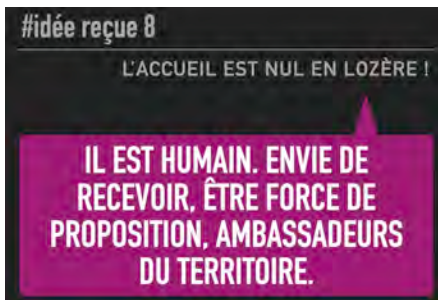 #idée reçue 8
L'ACCUEIL EST NUL EN LOZÈRE !
IL EST HUMAIN. ENVIE DE
RECEVOIR, ÊTRE FORCE DE
PROPOSITION, AMBASSADEURS
DU TERRITOIRE.